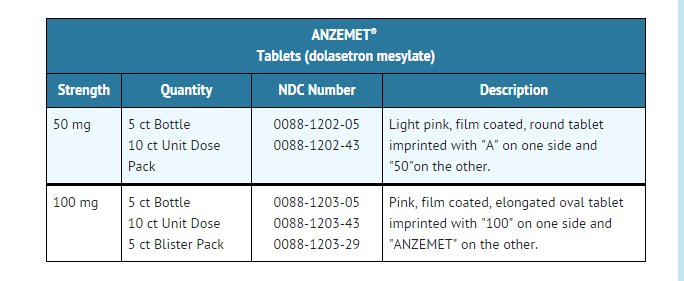 ANZEMET®
Tablets (dolasetron mesylate)
Strength Quantity NDC Number Description
50 mg 5 ct Bottle 0088-1202-05 Light pink, film coated, round tablet
10 ct Unit Dose 0088-1202-43 imprinted with "A" on one side and
Pack "50"on the other.
100 mg 5 ct Bottle 0088-1203-05 Pink, film coated, elongated oval tablet
10 ct Unit Dose 0088-1203-43 imprinted with "100" on one side and
5 ct Blister Pack 0088-1203-29 "ANZEMET" on the other.